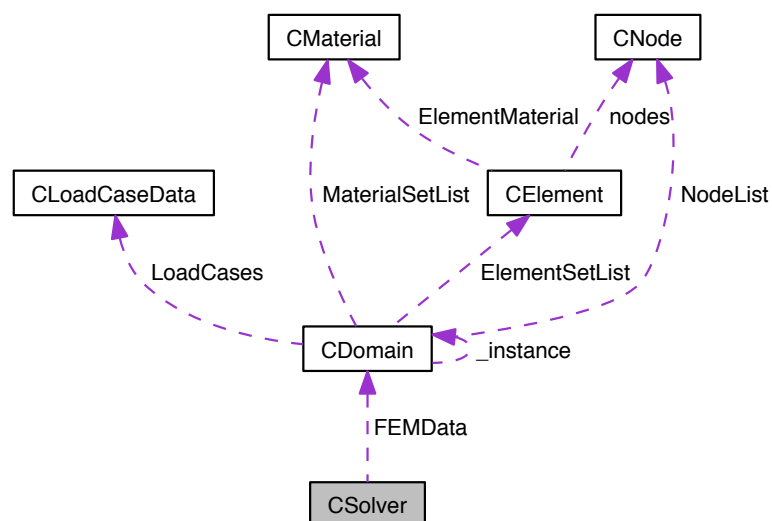 CMaterial
CNode
ElementMaterial
nodes
CLoadCaseData
MaterialSetList
CElement
NodeList
LoadCases
ElementSetList
CDomain
_instance
FEMData
CSolver